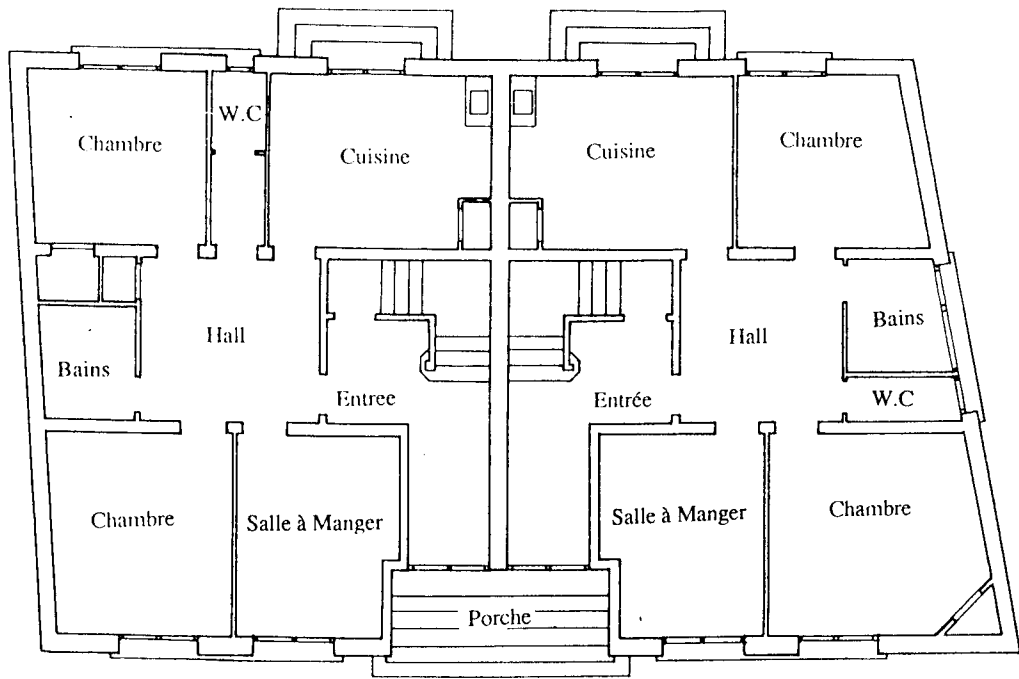 Chambre
W.C
Cuisine
Cuisine
Chambre
Hall
Bains
Entree
Hall
Bains
Entrée
W.C
Chambre
Salle à Manger
Salle à Manger
Chambre
Porche